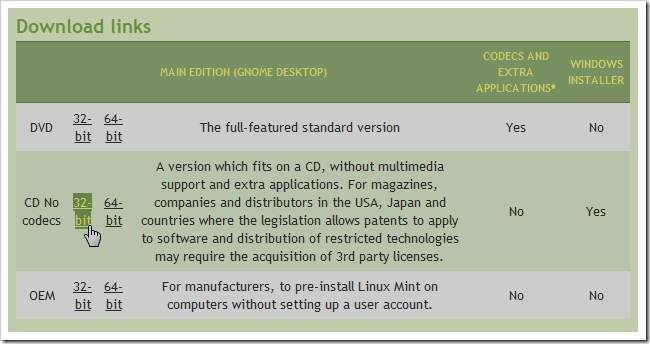 Download links
MAIN EDITION (GNOME DESKTOP)
CODECS AND
EXTRA
APPLICATIONS*
WINDOWS
INSTALLER
DVD
32-
bit
64-
bit
The full-featured standard version
Yes
No
CD No
codecs
32-
bit
64-
bit
A version which fits on a CD, without multimedia
support and extra applications. For magazines,
companies and distributors in the USA, Japan and
countries where the legislation allows patents to apply
to software and distribution of restricted technologies
may require the acquisition of 3rd party licenses.
No
Yes
OEM
32-
bit
64-
bit
For manufacturers, to pre-install Linux Mint on
computers without setting up a user account.
No
No